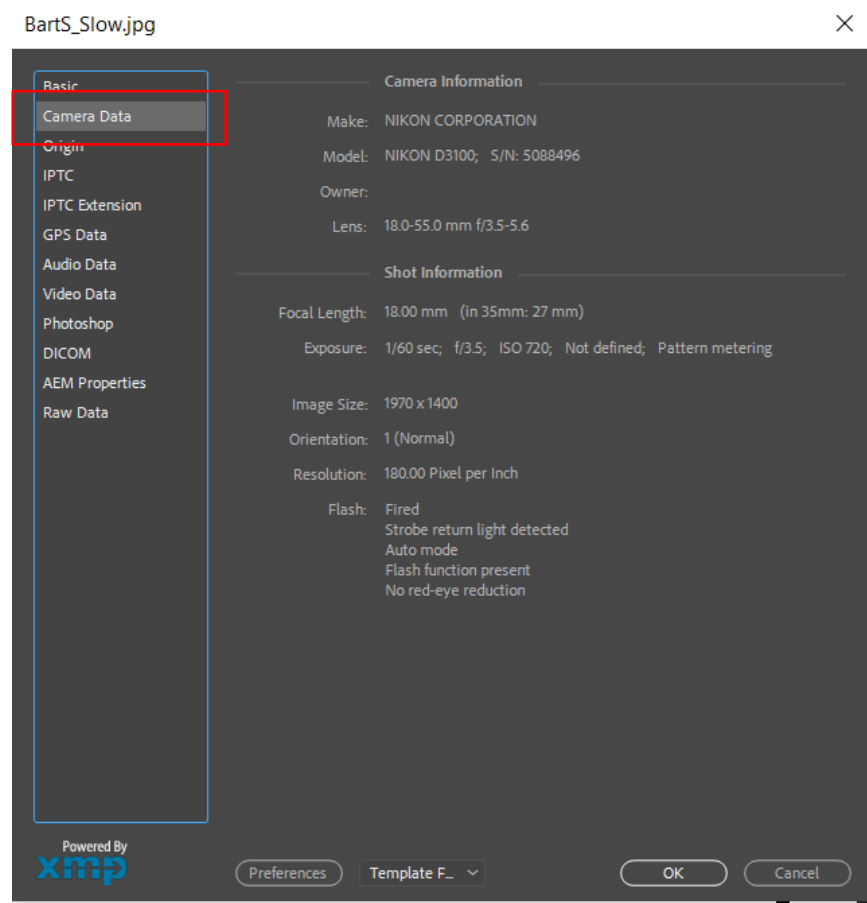 BartS_Slow.jpg
Basic
Camera Data
Origin
IPTC
IPTC Extension
GPS Data
Audio Data
Video Data
Photoshop
DICOM
AEM Properties
Raw Data
Powered By
xmp
Camera Information
Make: NIKON CORPORATION
Model: NIKON D3100; S/N: 5088496
Owner:
Lens: 18.0-55.0 mm f/3.5-5.6
Shot Information
Focal Length: 18.00 mm (in 35mm: 27 mm)
Exposure: 1/60 sec; f/3.5; ISO 720; Not defined; Pattern metering
Image Size: 1970 x 1400
Orientation: 1 (Normal)
Resolution: 180.00 Pixel per Inch
Flash: Fired
Strobe return light detected
Auto mode
Flash function present
No red-eye reduction
Preferences Template F... OK Cancel